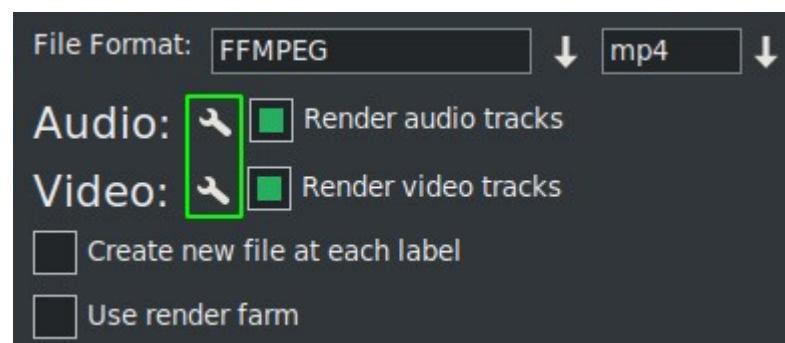 File Format: FFMPEG mp4
Audio: Render audio tracks
Video: Render video tracks
Create new file at each label
Use render farm